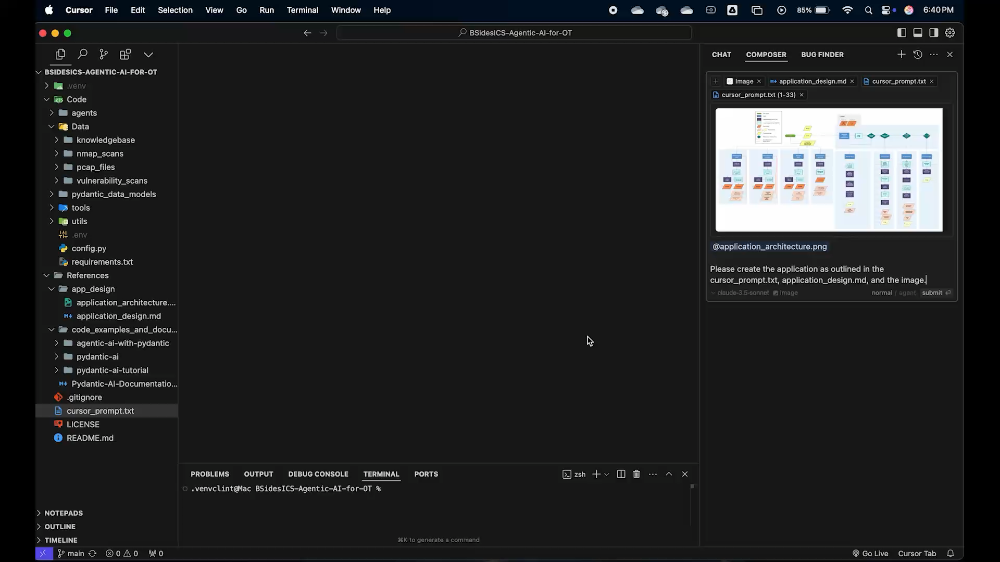 Cursor File Edit Selection View Go Run Terminal Window Help
85% 6:40 PM
BSidesICS-Agentic-AI-for-OT
BSIDESICS-AGENTIC-AI-FOR-OT
.venv
Code
agents
Data
knowledgebase
nmap_scans
pcap_files
vulnerability_scans
pydantic_data_models
tools
utils
.env
config.py
requirements.txt
References
app_design
application_architecture....
application_design.md
code_examples_and_docu...
agentic-ai-with-pydantic
pydantic-ai
pydantic-ai-tutorial
Pydantic-AI-Documentatio...
.gitignore
cursor_prompt.txt
LICENSE
README.md
NOTEPADS
OUTLINE
TIMELINE
PROBLEMS OUTPUT DEBUG CONSOLE TERMINAL PORTS
zsh
.venvclint@Mac BSidesICS-Agentic-AI-for-OT %
⌘K to generate a command
CHAT COMPOSER BUG FINDER
Image application_design.md cursor_prompt.txt
cursor_prompt.txt (1-33)
@application_architecture.png
Please create the application as outlined in the
cursor_prompt.txt, application_design.md, and the image.
claude-3.5-sonnet image normal / agent submit
main 0 0 0 Go Live Cursor Tab